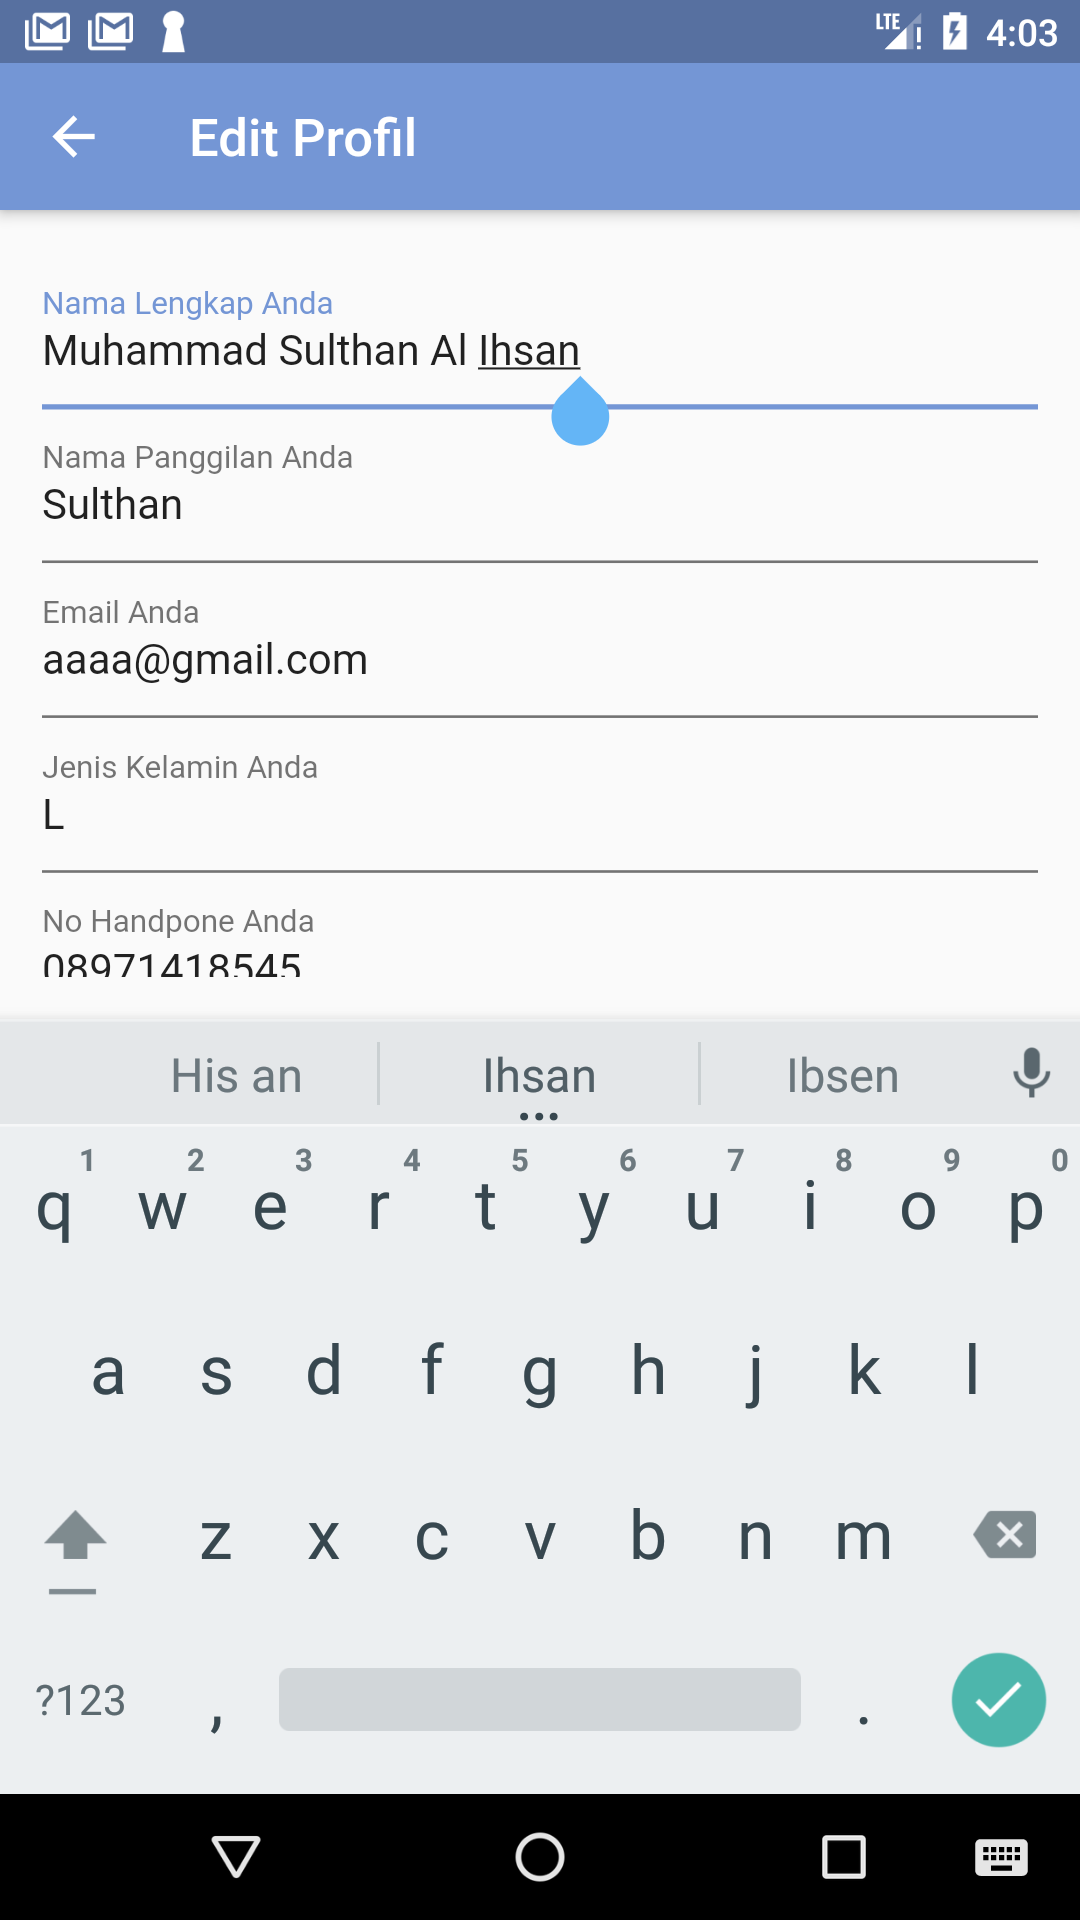 LTE 4:03
Edit Profil
Nama Lengkap Anda
Muhammad Sulthan Al Ihsan
Nama Panggilan Anda
Sulthan
Email Anda
aaaa@gmail.com
Jenis Kelamin Anda
L
No Handpone Anda
08971418545
His an Ihsan Ibsen
1 2 3 4 5 6 7 8 9 0
q w e r t y u i o p
a s d f g h j k l
z x c v b n m
?123 , .